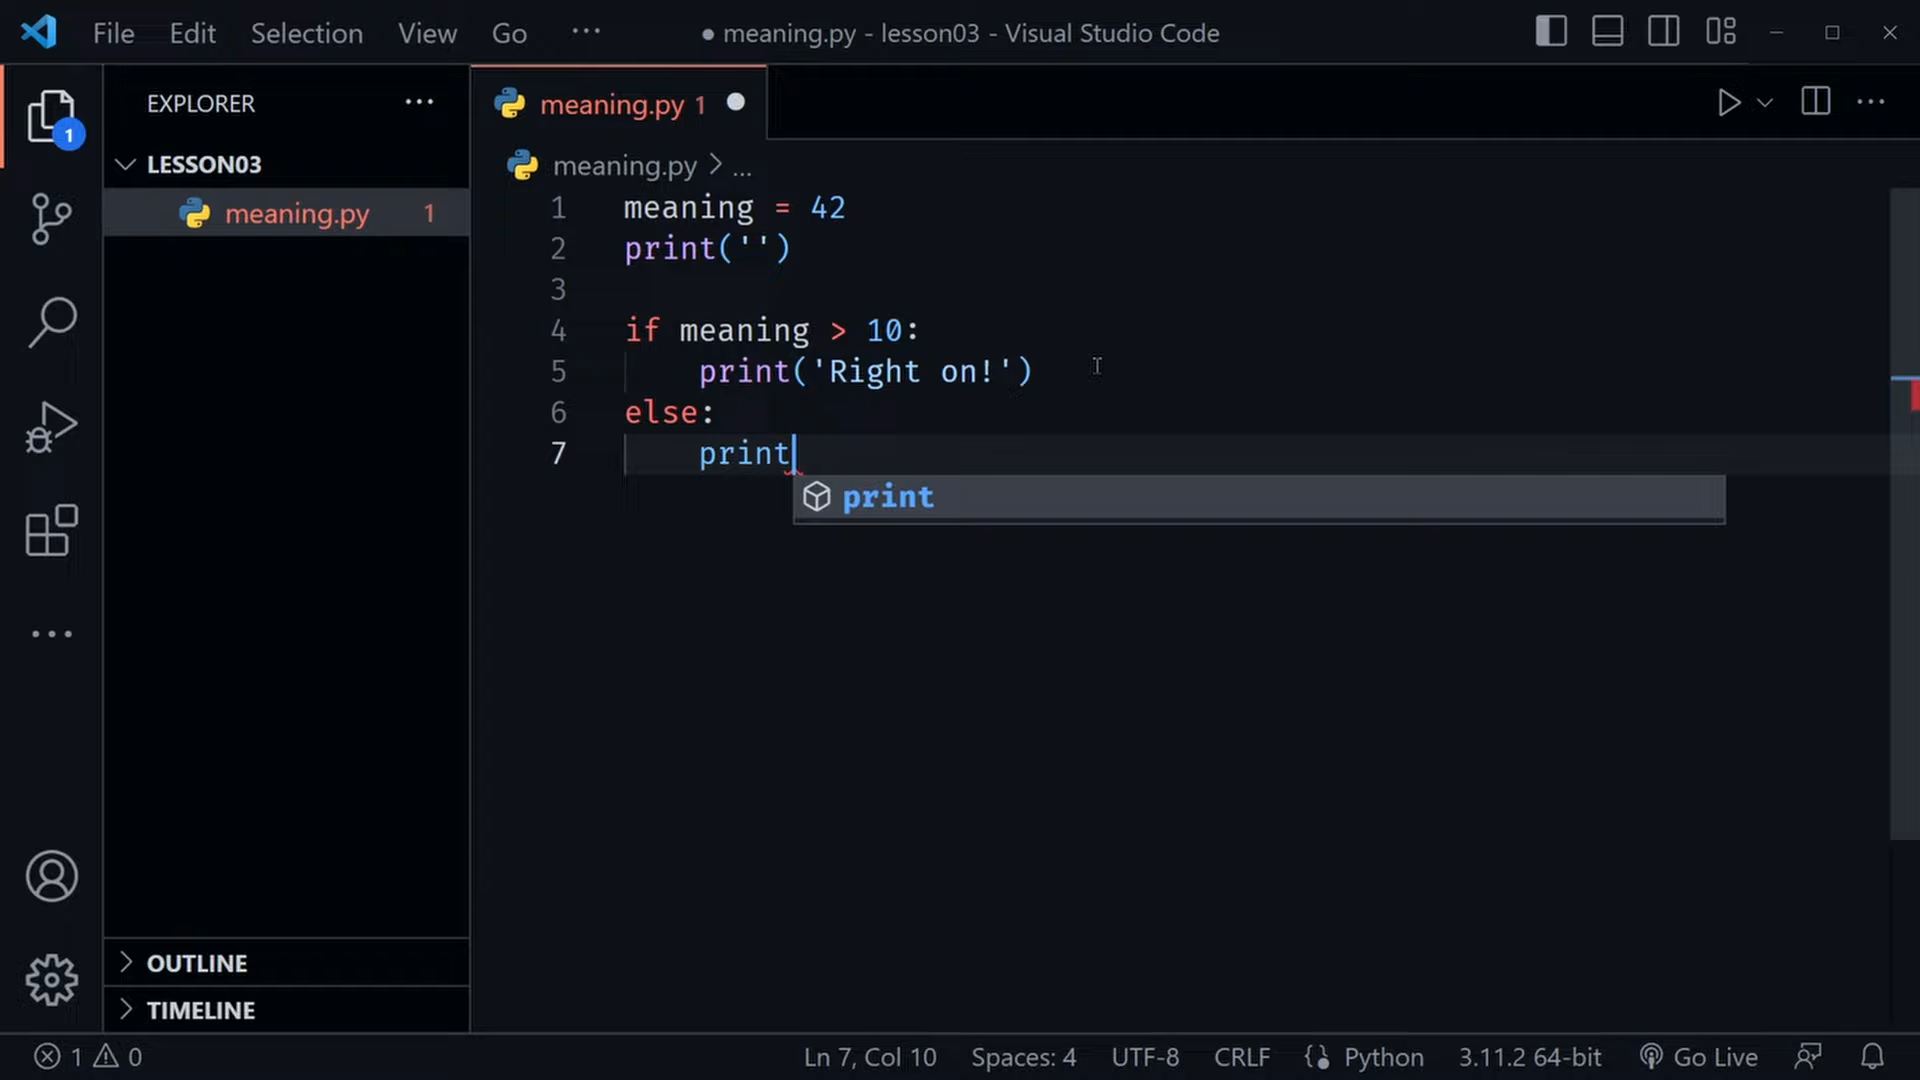 File Edit Selection View Go ··· ● meaning.py - lesson03 - Visual Studio Code
EXPLORER ···
meaning.py 1
1
LESSON03
meaning.py > ...
meaning.py 1
1 meaning = 42
2 print('')
3
4 if meaning > 10:
5 print('Right on!')
6 else:
7 print
print
OUTLINE
TIMELINE
1 0 Ln 7, Col 10 Spaces: 4 UTF-8 CRLF Python 3.11.2 64-bit Go Live